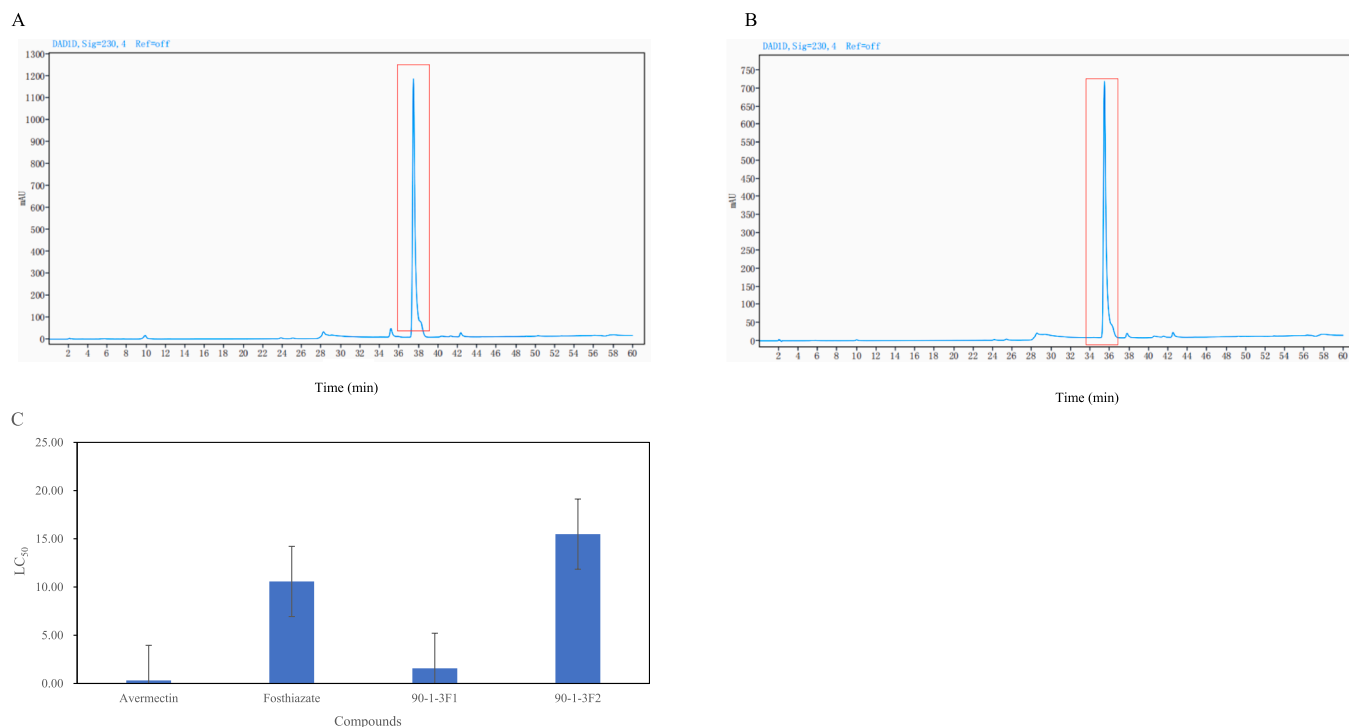 A
DAD1D,Sig=230,4 Ref=off
1300
1200
1100
1000
900
800
700
600
500
400
300
200
100
0
mAU
2 4 6 8 10 12 14 16 18 20 22 24 26 28 30 32 34 36 38 40 42 44 46 48 50 52 54 56 58 60
Time (min)
B
DAD1D,Sig=230,4 Ref=off
750
700
650
600
550
500
450
400
350
300
250
200
150
100
50
0
mAU
2 4 6 8 10 12 14 16 18 20 22 24 26 28 30 32 34 36 38 40 42 44 46 48 50 52 54 56 58 60
Time (min)
C
25.00
20.00
15.00
10.00
5.00
0.00
LC50
Avermectin Fosthiazate 90-1-3F1 90-1-3F2
Compounds